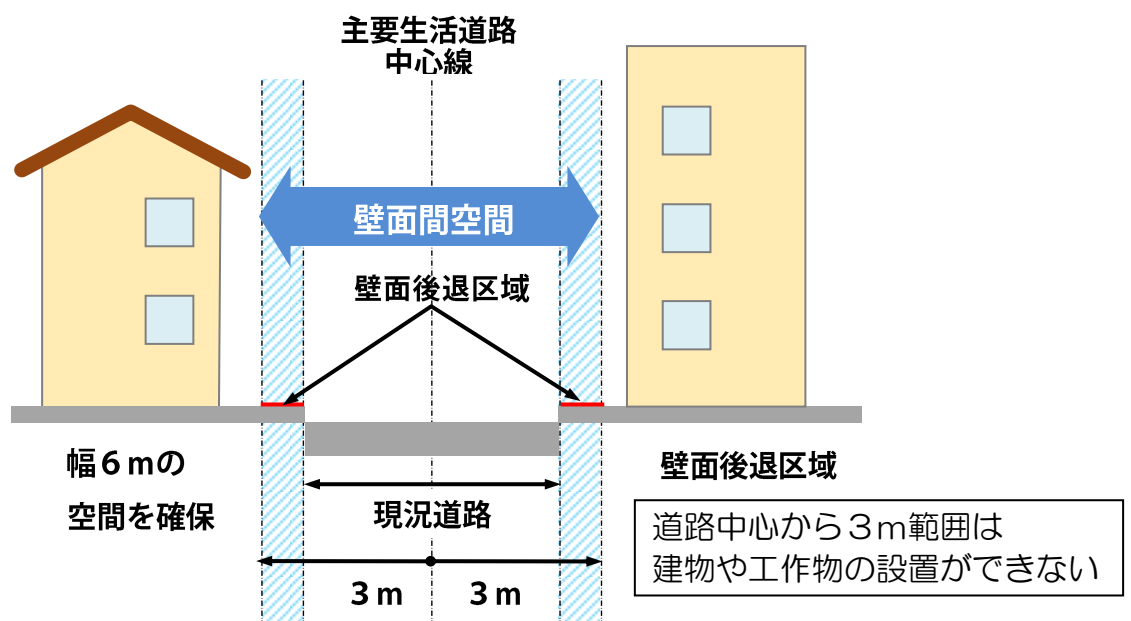 主要生活道路
中心線
壁面間空間
壁面後退区域
幅６ｍの
空間を確保
現況道路
３ｍ
３ｍ
壁面後退区域
道路中心から３ｍ範囲は
建物や工作物の設置ができない